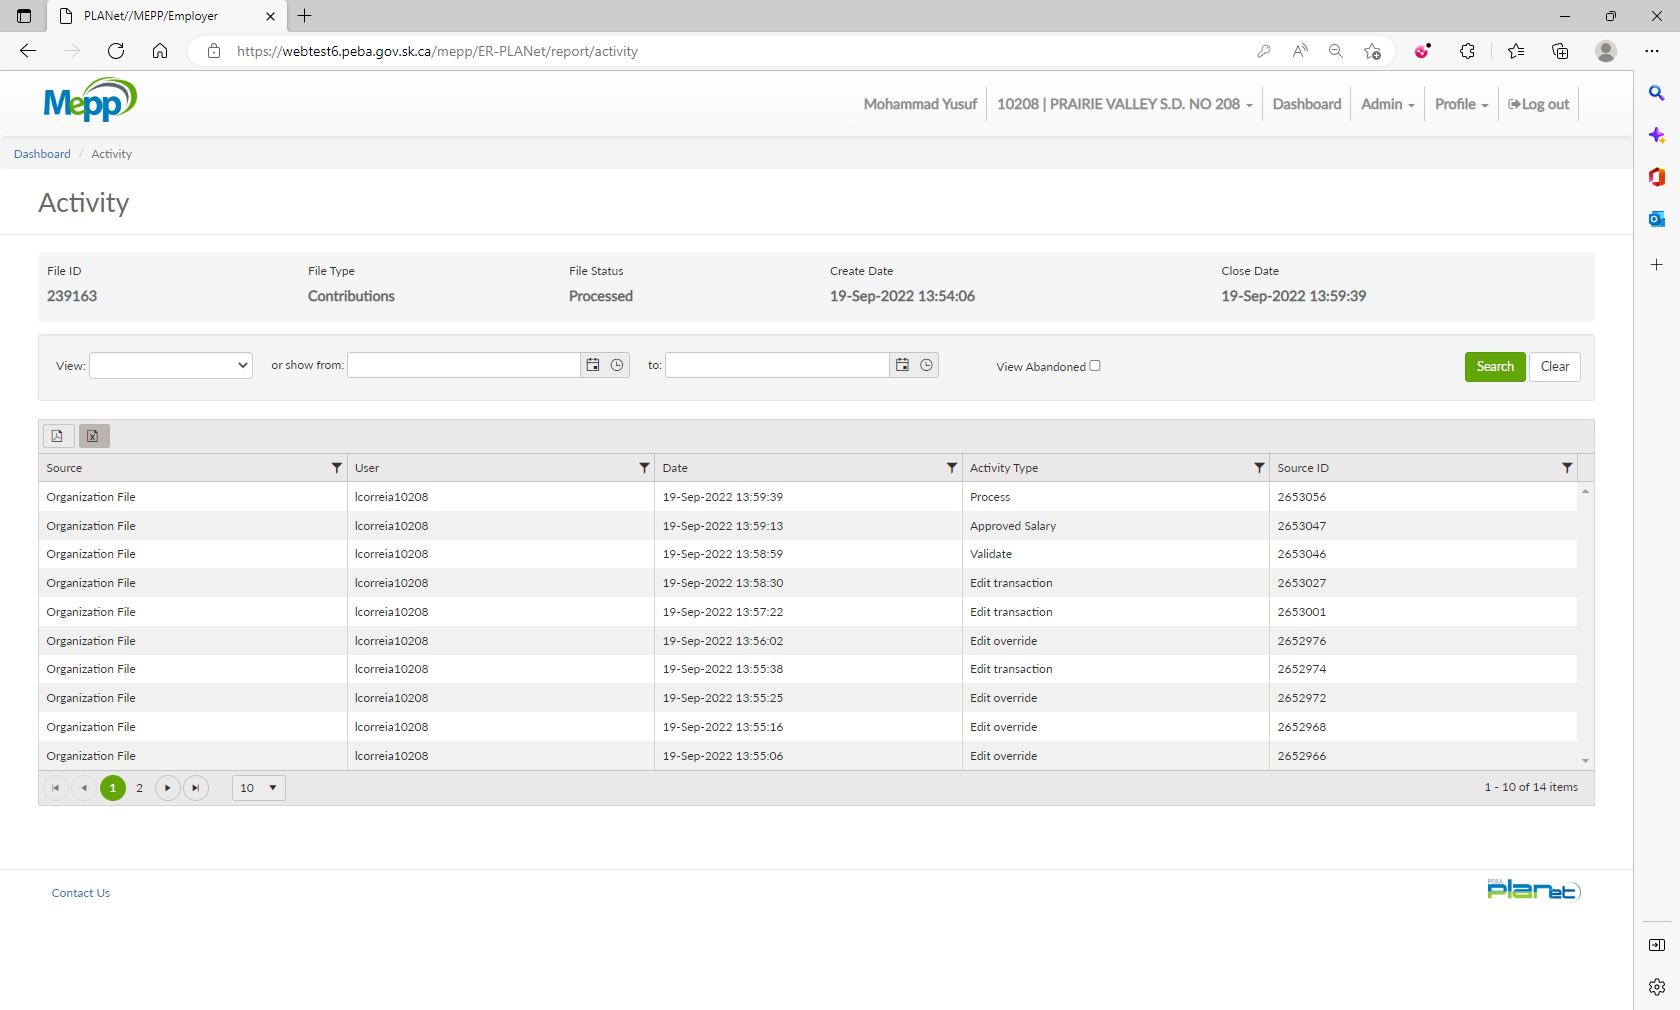 PLANet//MEPP/Employer
https://webtest6.peba.gov.sk.ca/mepp/ER-PLANet/report/activity
Mepp
Mohammad Yusuf
10208 | PRAIRIE VALLEY S.D. NO 208
Dashboard
Admin
Profile
Log out
Dashboard / Activity
Activity
File ID
File Type
File Status
Create Date
Close Date
239163
Contributions
Processed
19-Sep-2022 13:54:06
19-Sep-2022 13:59:39
View:
or show from:
to:
View Abandoned
Search
Clear
Source User Date Activity Type Source ID
Organization File lcorreia10208 19-Sep-2022 13:59:39 Process 2653056
Organization File lcorreia10208 19-Sep-2022 13:59:13 Approved Salary 2653047
Organization File lcorreia10208 19-Sep-2022 13:58:59 Validate 2653046
Organization File lcorreia10208 19-Sep-2022 13:58:30 Edit transaction 2653027
Organization File lcorreia10208 19-Sep-2022 13:57:22 Edit transaction 2653001
Organization File lcorreia10208 19-Sep-2022 13:56:02 Edit override 2652976
Organization File lcorreia10208 19-Sep-2022 13:55:38 Edit transaction 2652974
Organization File lcorreia10208 19-Sep-2022 13:55:25 Edit override 2652972
Organization File lcorreia10208 19-Sep-2022 13:55:16 Edit override 2652968
Organization File lcorreia10208 19-Sep-2022 13:55:06 Edit override 2652966
1 2 10 1 - 10 of 14 items
Contact Us
PEBA
planet